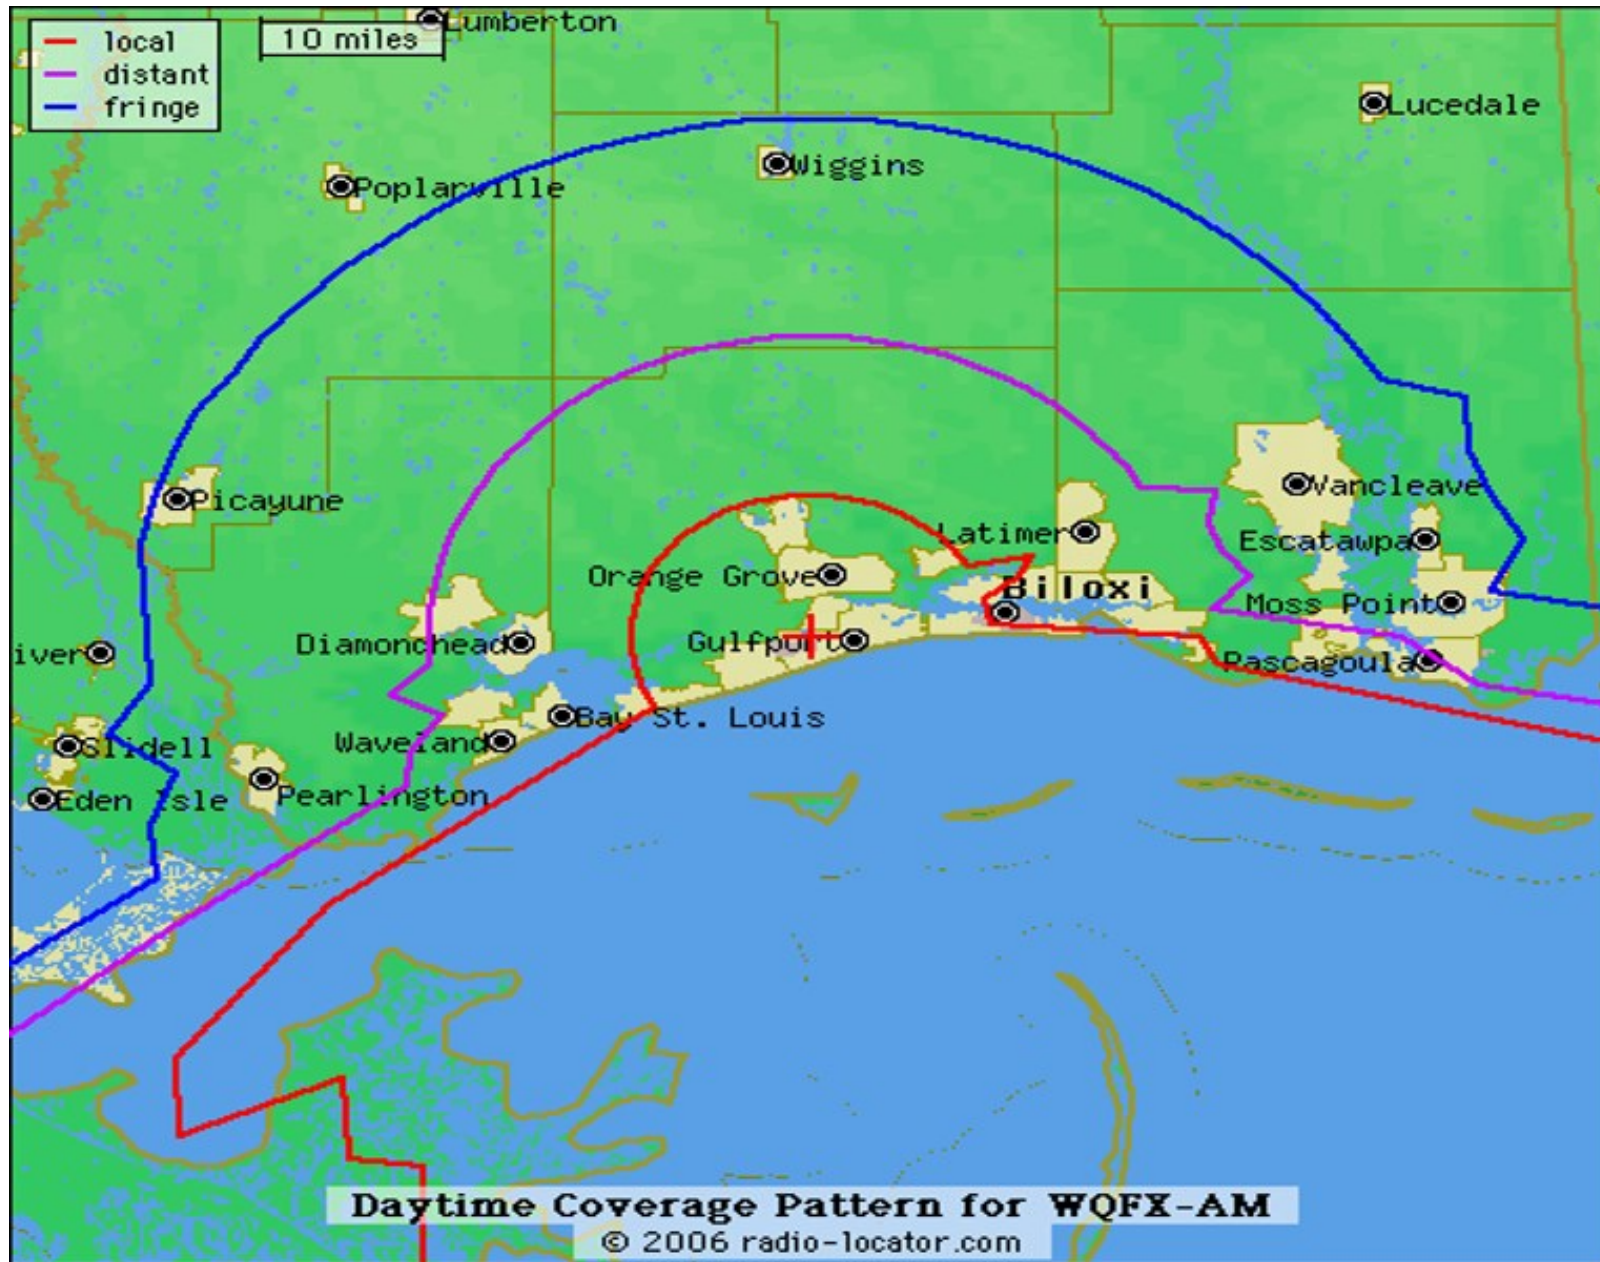 Lumberton
local
10 miles
distant
fringe
Lucedale
Wiggins
Poplarville
Vancleave
Picayune
Latimer
Escatawpa
Orange Grove
Biloxi
Moss Point
Gulfport
Diamondhead
iver
Pascagoula
Bay St. Louis
Waveland
Slidell
Pearlington
Eden Isle
Daytime Coverage Pattern for WQFX-AM
© 2006 radio-locator.com